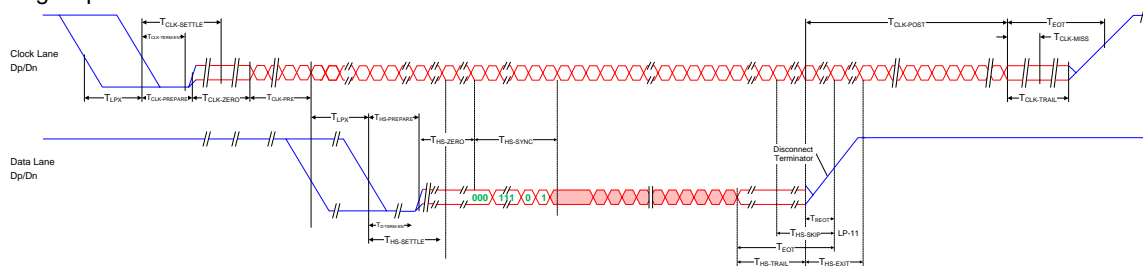 TCLK-SETTLE
TCLK-TERM-EN
TCLK-POST
TEOT
TCLK-MISS
Clock Lane
Dp/Dn
TLPX
TCLK-PREPARE
TCLK-ZERO
TCLK-PRE
TCLK-TRAIL
TLPX
THS-PREPARE
THS-ZERO
THS-SYNC
Disconnect
Terminator
Data Lane
Dp/Dn
000 111 0 1
TD-TERM-EN
THS-SETTLE
TREOT
THS-SKIP
LP-11
TEOT
THS-TRAIL
THS-EXIT